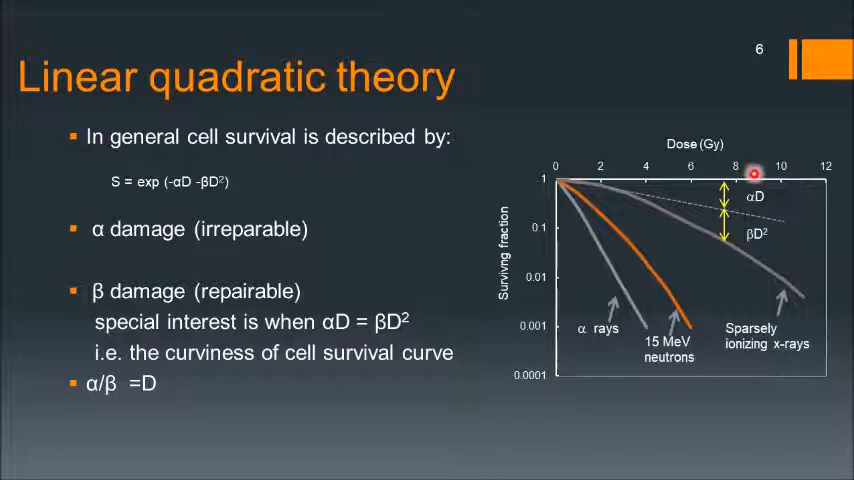 6
Linear quadratic theory
In general cell survival is described by:
S = exp (-αD -βD²)
α damage (irreparable)
β damage (repairable)
special interest is when αD = βD²
i.e. the curviness of cell survival curve
α/β =D
Dose (Gy)
0 2 4 6 8 10 12
1
0.1
0.01
0.001
0.0001
Survivng fraction
αD
βD²
α rays
15 MeV
neutrons
Sparsely
ionizing x-rays